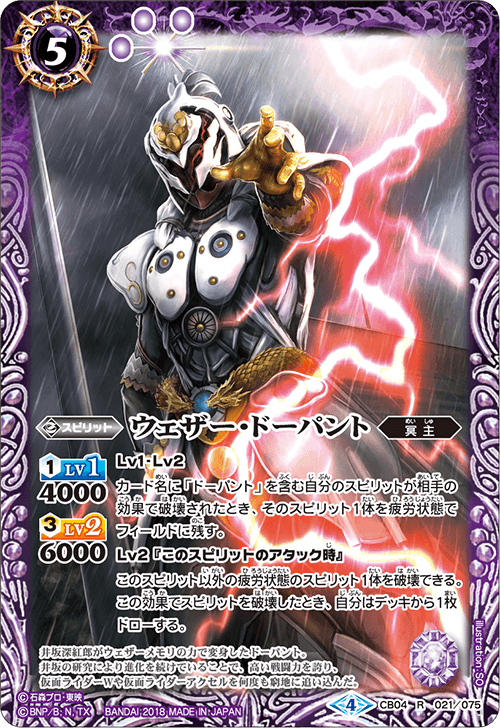 5
スピリット
ウェザー・ドーパント
冥主
めいしゅ
1 LV1
4000
3 LV2
6000
Lv1・Lv2
カード名に「ドーパント」を含む自分のスピリットが相手の
効果で破壊されたとき、そのスピリット1体を疲労状態で
フィールドに残す。
Lv2『このスピリットのアタック時』
このスピリット以外の疲労状態のスピリット1体を破壊できる。
この効果でスピリットを破壊したとき、自分はデッキから1枚
ドローする。
井坂深紅郎がウェザーメモリの力で変身したドーパント。
井坂の研究により進化を続けていることで、高い戦闘力を誇り、
仮面ライダーWや仮面ライダーアクセルを何度も窮地に追い込んだ。
©石森プロ・東映
©BNP/B; N, TX BANDAI 2018 MADE IN JAPAN
4
CB04 R 021/075